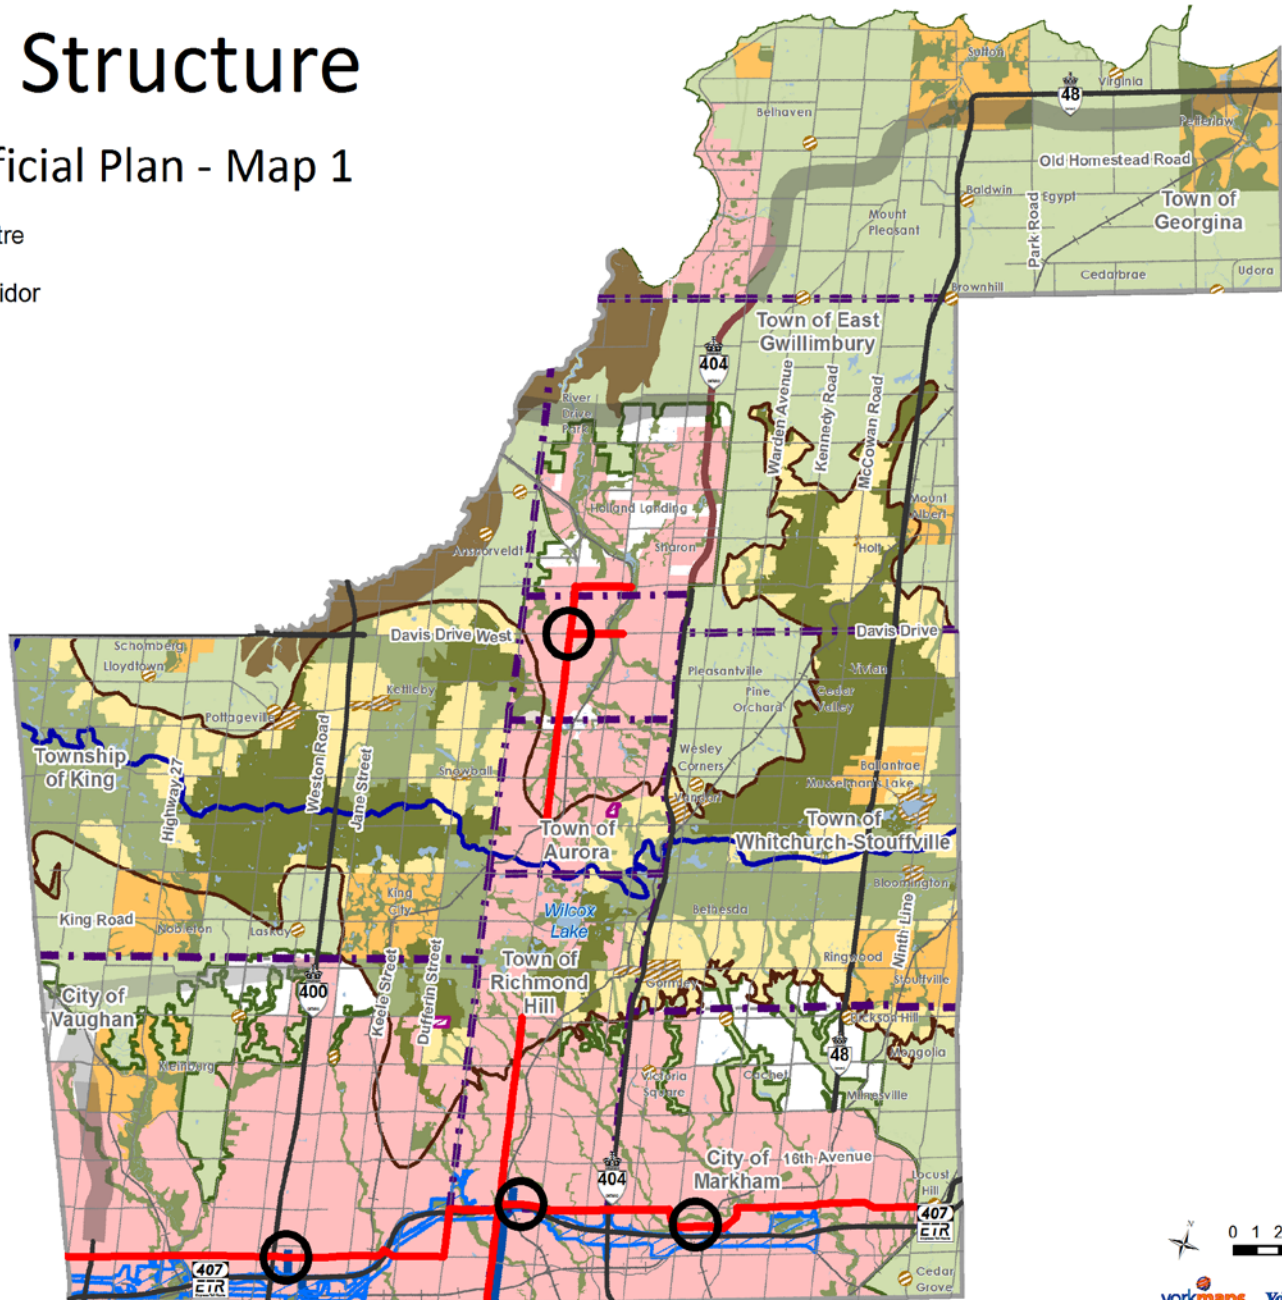 Structure
ficial Plan - Map 1
tre
idor
Sutton
Virginia
48
Belhaven
Pefferlaw
Old Homestead Road
Baldwin
Egypt
Town of
Georgina
Park Road
Mount
Pleasant
Cedarbrae
Udora
Brownhill
Town of East
Gwillimbury
404
Warden Avenue
Kennedy Road
McCowan Road
River
Drive
Park
Mount
Albert
Holland Landing
Sharon
Holt
Ansnorveldt
Davis Drive West
Davis Drive
Schomberg
Lloydtown
Pleasantville
Vivian
Pine
Orchard
Cedar
Valley
Kettleby
Pottageville
Township
of King
Highway 27
Weston Road
Jane Street
Snowball
Wesley
Corners
Vandorf
Ballantrae
Musselman's Lake
Town of
Aurora
Town of
Whitchurch-Stouffville
Bloomington
King
City
King Road
Nobleton
Laskay
Wilcox
Lake
Bethesda
Ninth Line
Keele Street
Dufferin Street
Town of
Richmond
Hill
Ringwood
Gormley
Stouffville
City of
Vaughan
400
Dickson Hill
48
Mongolia
Kleinburg
Victoria
Square
Cachet
Milnesville
City of
Markham
16th Avenue
404
Locust
Hill
407
ETR
407
ETR
Cedar
Grove
N
0 1 2
yorkmaps